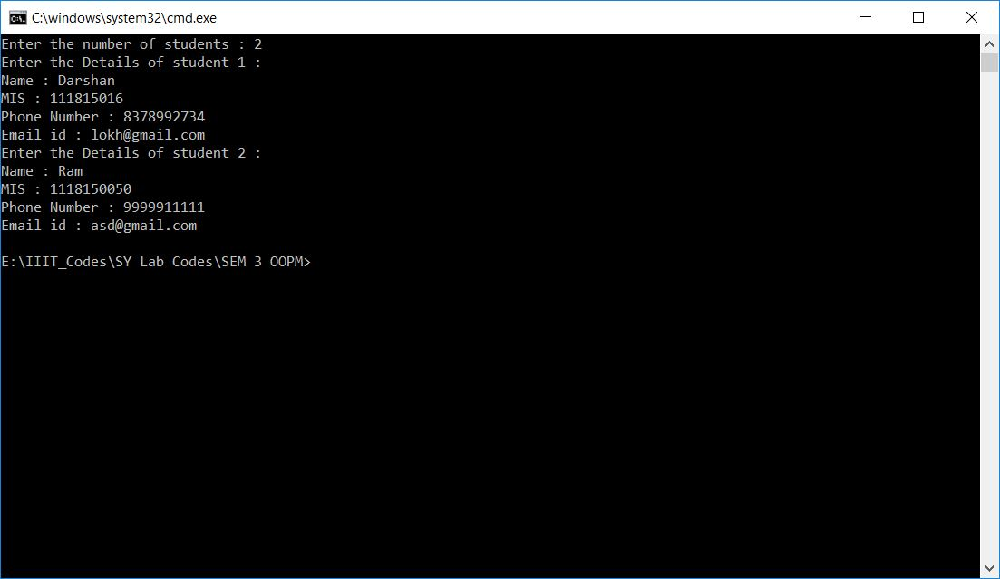 C:\windows\system32\cmd.exe
Enter the number of students : 2
Enter the Details of student 1 :
Name : Darshan
MIS : 111815016
Phone Number : 8378992734
Email id : lokh@gmail.com
Enter the Details of student 2 :
Name : Ram
MIS : 1118150050
Phone Number : 9999911111
Email id : asd@gmail.com
E:\IIIT_Codes\SY Lab Codes\SEM 3 OOPM>